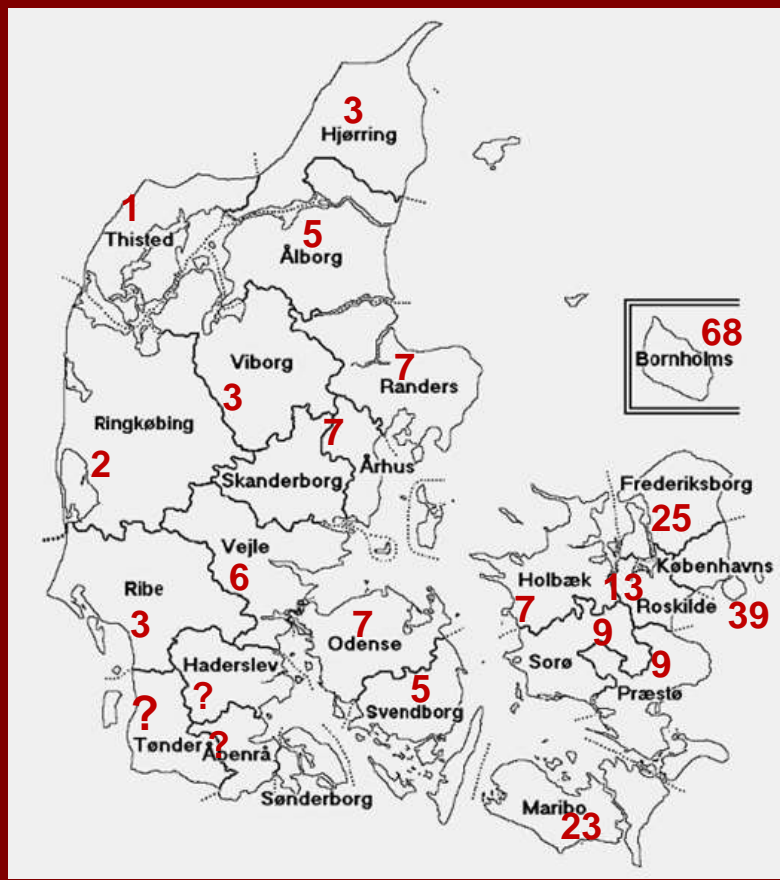 3
Hjørring
1
Thisted
5
Ålborg
68
Bornholms
Viborg
7
Randers
3
Ringkøbing
7
Århus
2
Skanderborg
Frederiksborg
25
Vejle
Københavns
6
Ribe
Holbæk
13
7
Roskilde
39
3
7
Odense
9
Haderslev
Sorø
9
?
5
Præstø
Svendborg
?
Tønder
?
Åbenrå
Sønderborg
Maribo
23